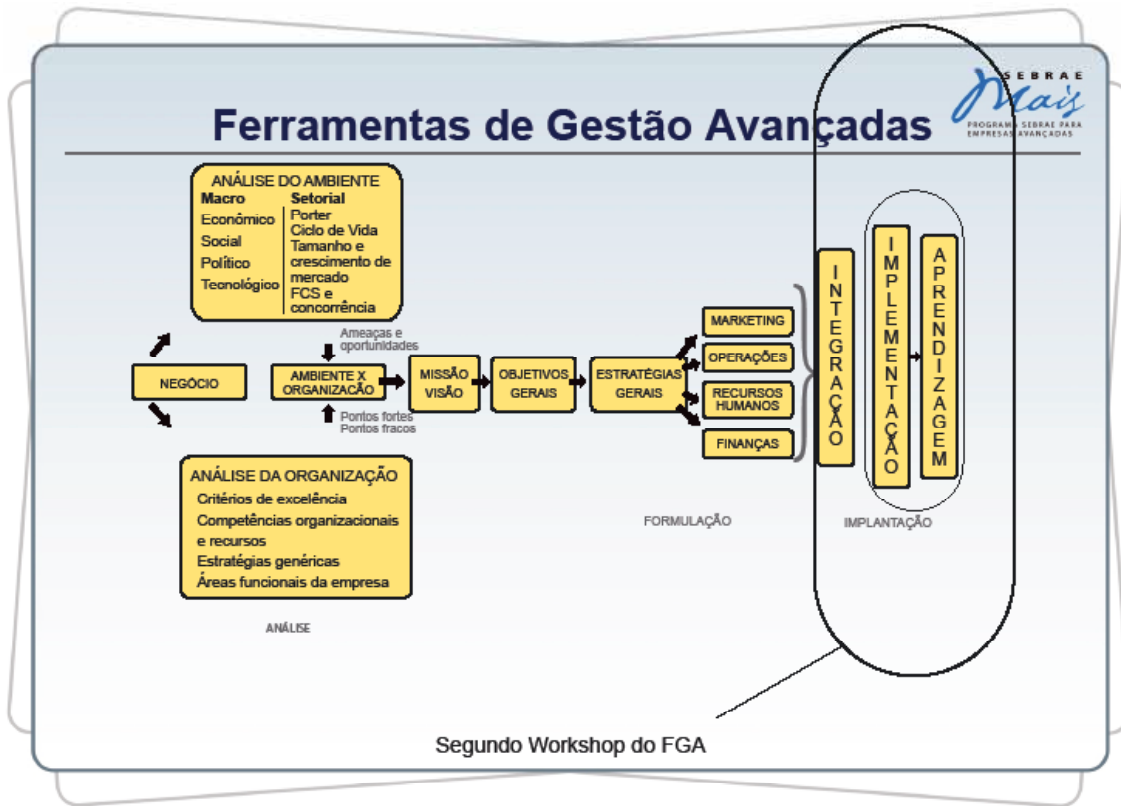 SEBRAE
Mais
PROGRAMA SEBRAE PARA
EMPRESAS AVANÇADAS
Ferramentas de Gestão Avançadas
ANÁLISE DO AMBIENTE
Macro
Econômico
Social
Político
Tecnológico
Setorial
Porter
Ciclo de Vida
Tamanho e
crescimento de
mercado
FCS e
concorrência
Ameaças e
oportunidades
NEGÓCIO
AMBIENTE X
ORGANIZAÇÃO
Pontos fortes
Pontos fracos
MISSÃO
VISÃO
OBJETIVOS
GERAIS
ESTRATÉGIAS
GERAIS
MARKETING
OPERAÇÕES
RECURSOS
HUMANOS
FINANÇAS
INTEGRAÇÃO
IMPLEMENTAÇÃO
APRENDIZAGEM
ANÁLISE DA ORGANIZAÇÃO
Critérios de excelência
Competências organizacionais
e recursos
Estratégias genéricas
Áreas funcionais da empresa
ANÁLISE
FORMULAÇÃO
IMPLANTAÇÃO
Segundo Workshop do FGA